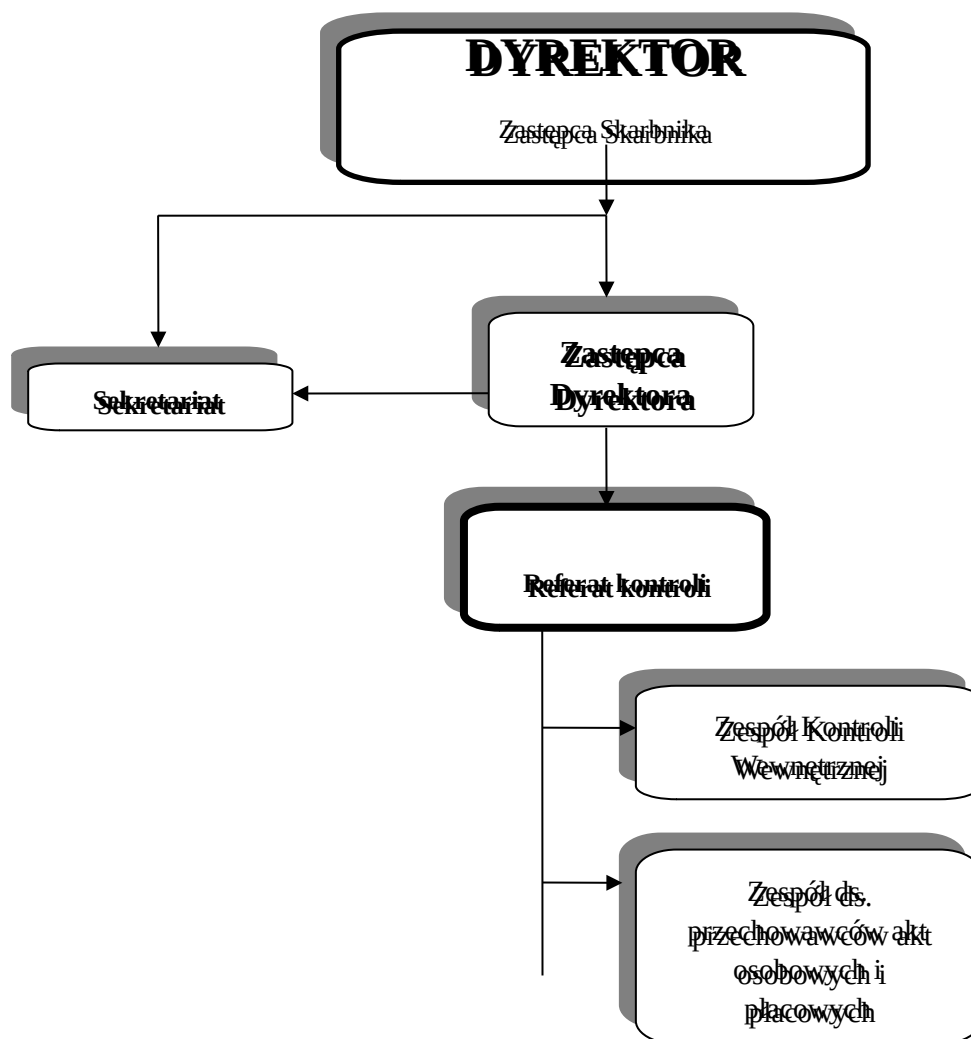 DYREKTOR
Zastępca Skarbnika
Zastępca
Dyrektora
Sekretariat
Referat kontroli
Zespół Kontroli
Wewnętrznej
Zespół ds.
przechowawców akt
osobowych i
płacowych